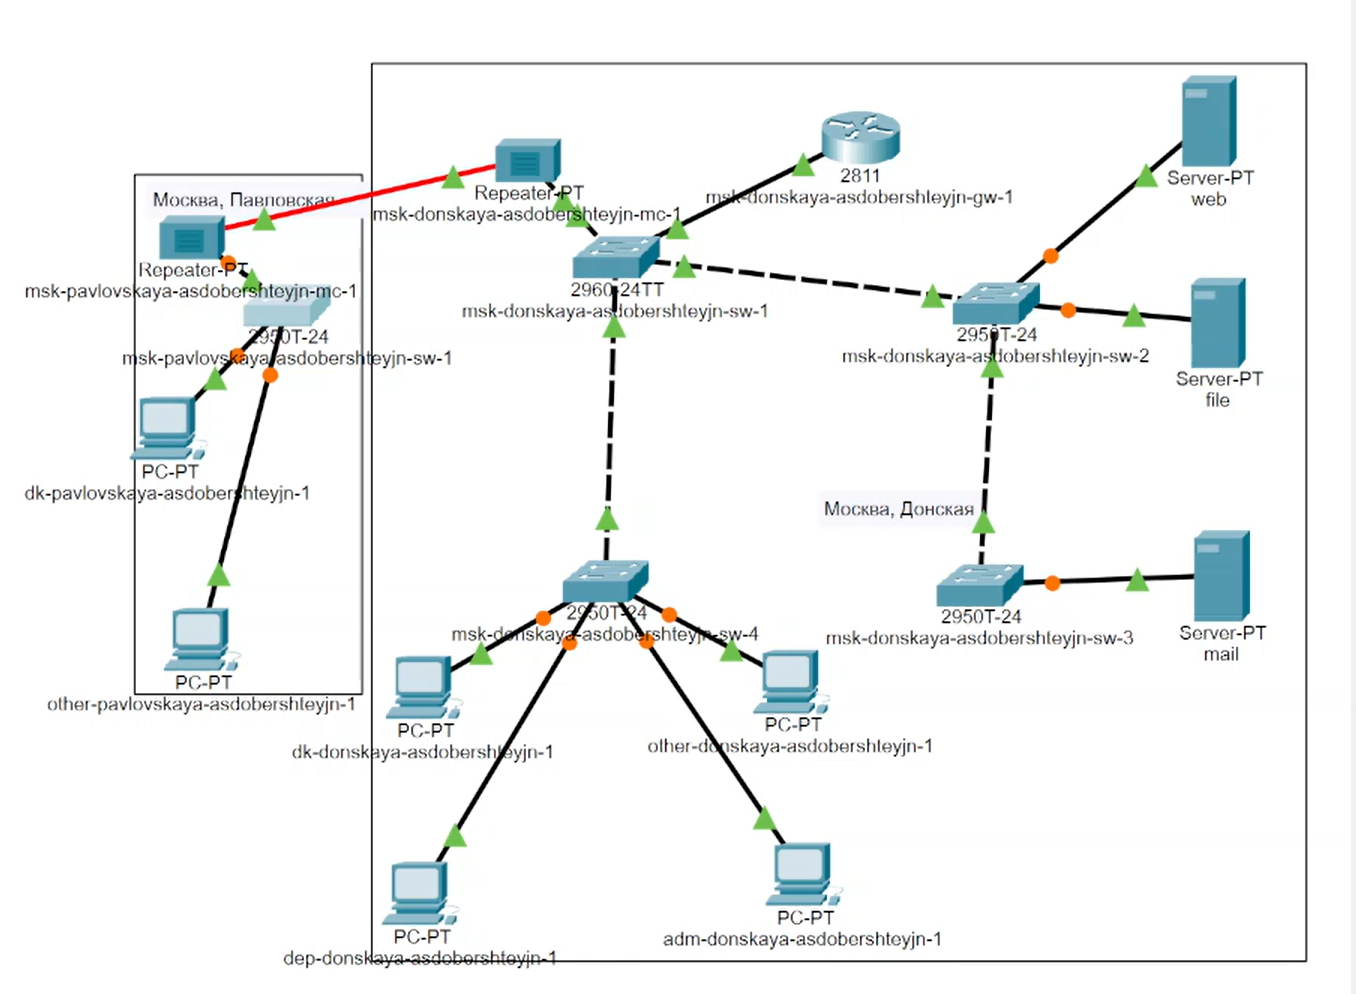 Москва, Павловская
Repeater-PT
msk-pavlovskaya-asdobershteyjn-mc-1
2950T-24
msk-pavlovskaya-asdobershteyjn-sw-1
PC-PT
dk-pavlovskaya-asdobershteyjn-1
PC-PT
other-pavlovskaya-asdobershteyjn-1
Repeater-PT
msk-donskaya-asdobershteyjn-mc-1
2811
msk-donskaya-asdobershteyjn-gw-1
2960-24TT
msk-donskaya-asdobershteyjn-sw-1
2950T-24
msk-donskaya-asdobershteyjn-sw-2
Server-PT
web
Server-PT
file
Москва, Донская
2950T-24
msk-donskaya-asdobershteyjn-sw-3
Server-PT
mail
2950T-24
msk-donskaya-asdobershteyjn-sw-4
PC-PT
dk-donskaya-asdobershteyjn-1
PC-PT
other-donskaya-asdobershteyjn-1
PC-PT
dep-donskaya-asdobershteyjn-1
PC-PT
adm-donskaya-asdobershteyjn-1